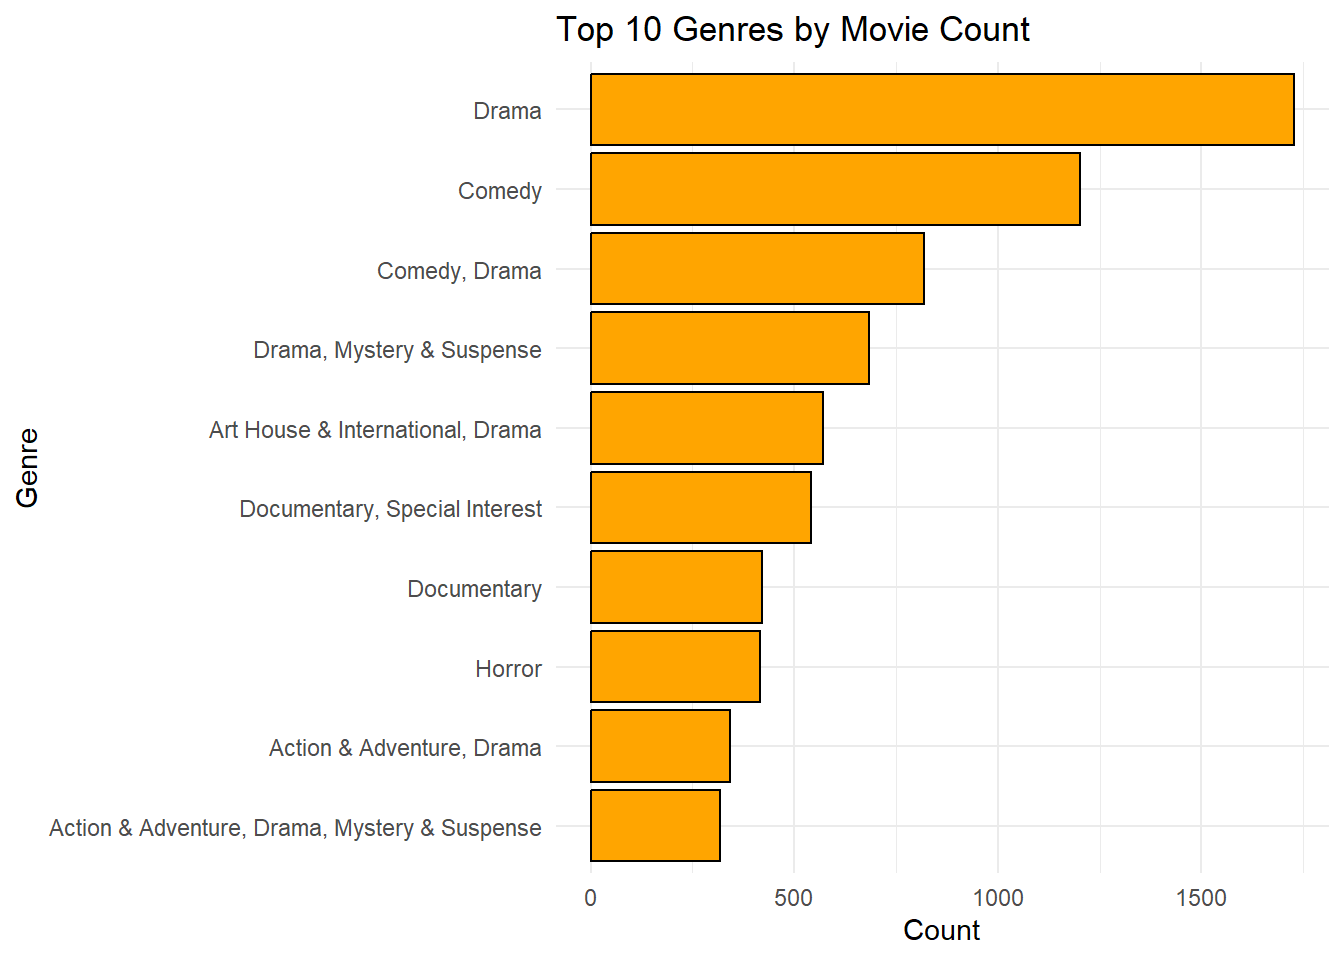 Top 10 Genres by Movie Count
Genre
Drama
Comedy
Comedy, Drama
Drama, Mystery & Suspense
Art House & International, Drama
Documentary, Special Interest
Documentary
Horror
Action & Adventure, Drama
Action & Adventure, Drama, Mystery & Suspense
0 500 1000 1500
Count